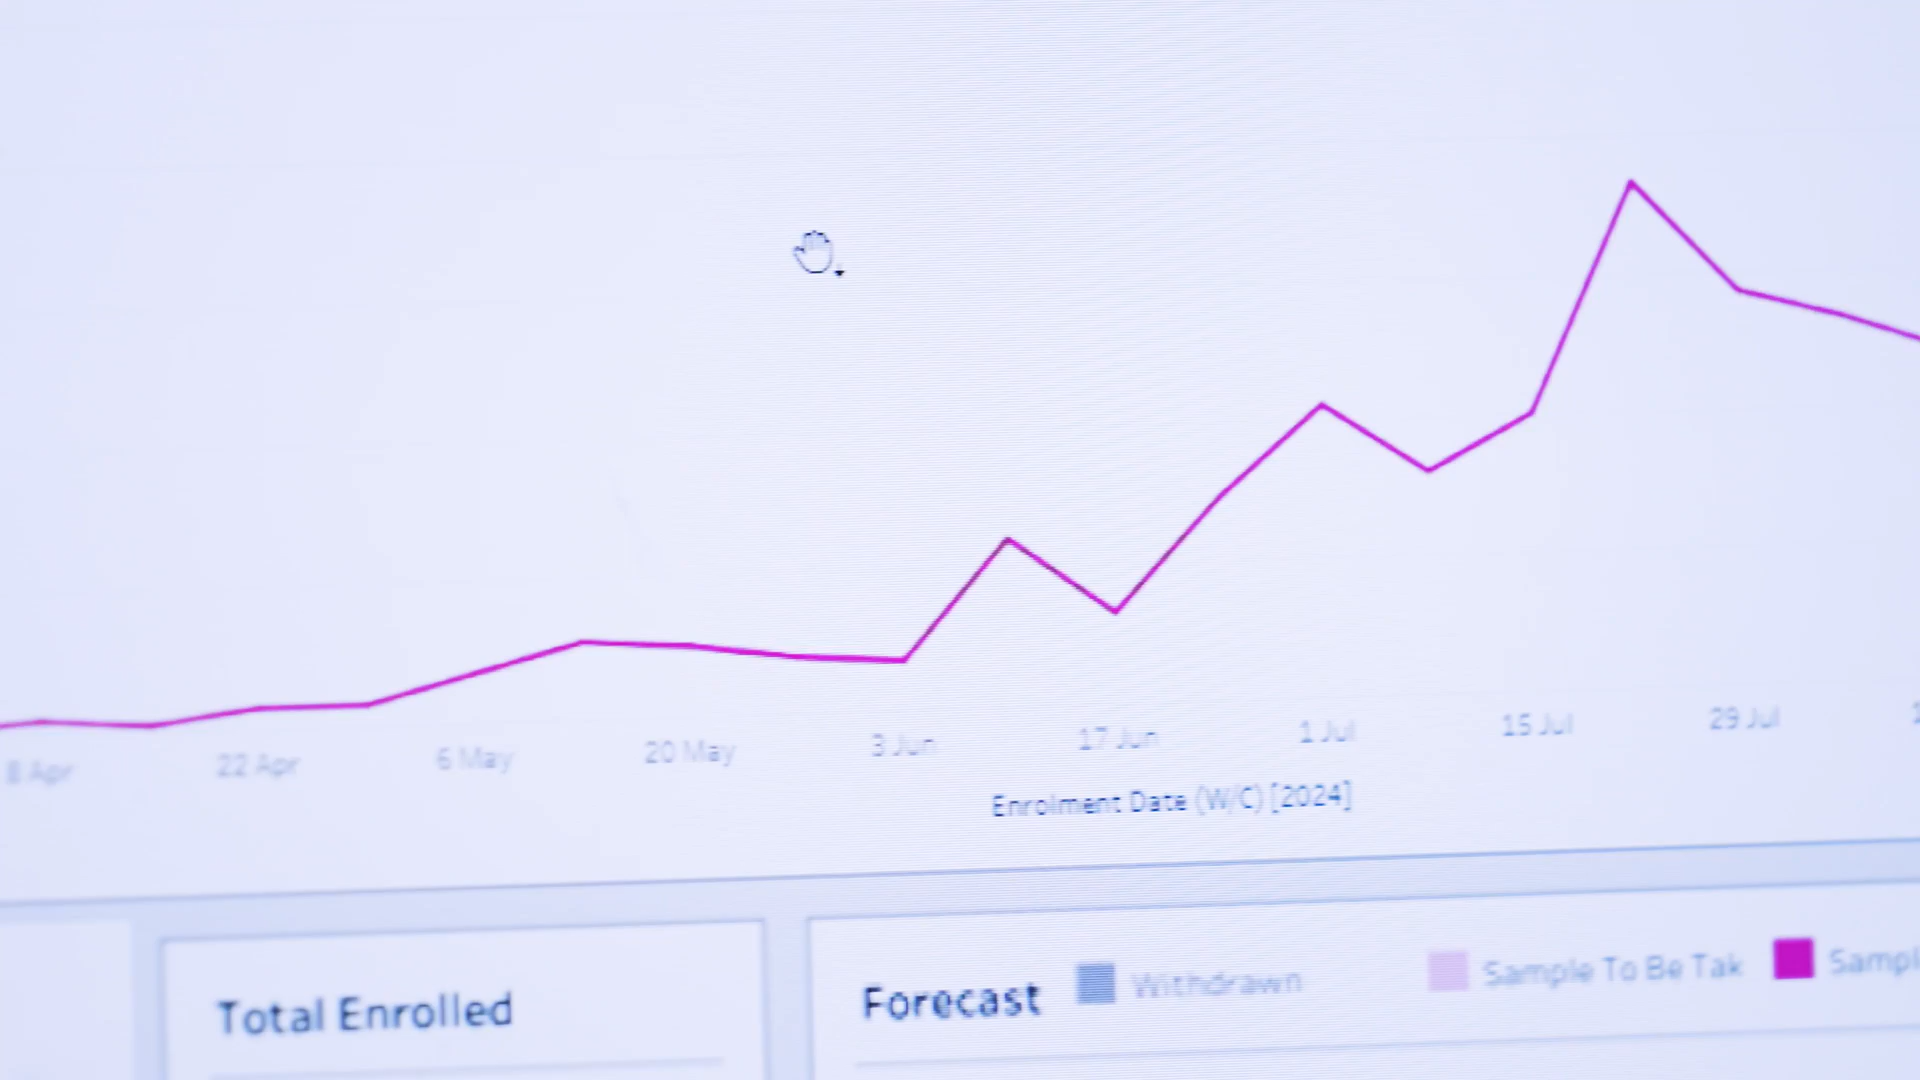 8 Apr 22 Apr 6 May 20 May 3 Jun 17 Jun 1 Jul 15 Jul 29 Jul
Enrolment Date (W/C) [2024]
Total Enrolled
Forecast Withdrawn Sample To Be Tak Sampl